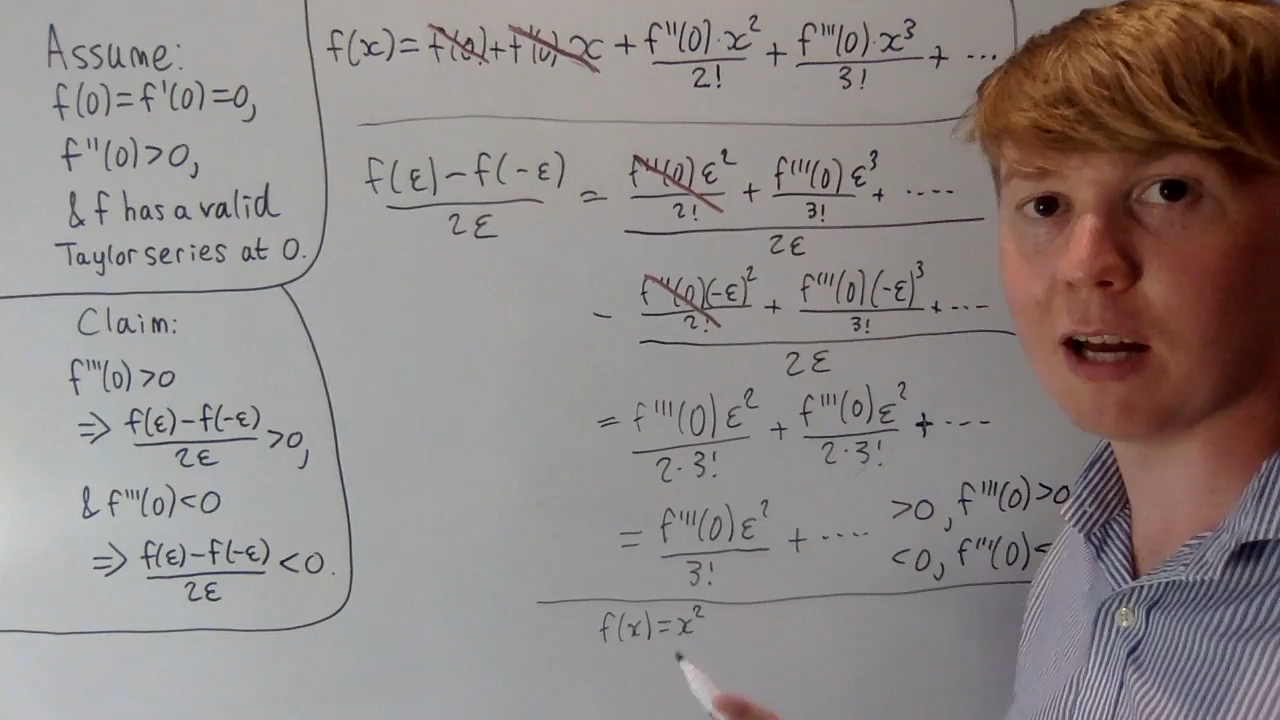 Assume:
f(0)=f'(0)=0,
f''(0)>0,
& f has a valid
Taylor series at 0.
Claim:
f'''(0)>0
⇒ (f(ε)-f(-ε))/2ε >0,
& f'''(0)<0
⇒ (f(ε)-f(-ε))/2ε <0.
f(x)=f(0)+f'(0)·x+f''(0)·x²/2!+f'''(0)·x³/3!+...
(f(ε)-f(-ε))/2ε = (f''(0)ε²/2!+f'''(0)ε³/3!+....)/2ε
-(f''(0)(-ε)²/2!+f'''(0)(-ε)³/3!+....)/2ε
=f'''(0)ε²/2·3!+f'''(0)ε²/2·3!+...
=f'''(0)ε²/3!+.... >0, f'''(0)>0
<0, f'''(0)<
f(x)=x²